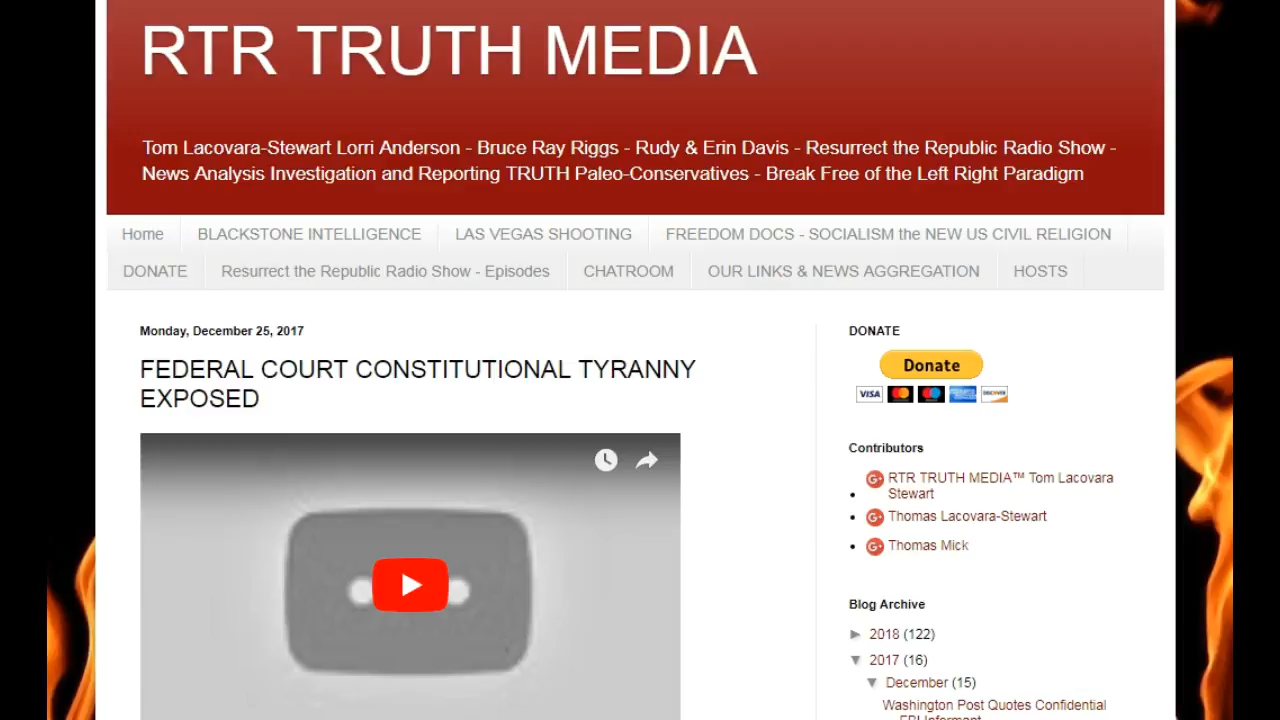 RTR TRUTH MEDIA
Tom Lacovara-Stewart Lorri Anderson - Bruce Ray Riggs - Rudy & Erin Davis - Resurrect the Republic Radio Show -
News Analysis Investigation and Reporting TRUTH Paleo-Conservatives - Break Free of the Left Right Paradigm
Home BLACKSTONE INTELLIGENCE LAS VEGAS SHOOTING FREEDOM DOCS - SOCIALISM the NEW US CIVIL RELIGION
DONATE Resurrect the Republic Radio Show - Episodes CHATROOM OUR LINKS & NEWS AGGREGATION HOSTS
Monday, December 25, 2017
FEDERAL COURT CONSTITUTIONAL TYRANNY
EXPOSED
DONATE
Donate
VISA DISCOVER
Contributors
G+ RTR TRUTH MEDIA™ Tom Lacovara
Stewart
G+ Thomas Lacovara-Stewart
G+ Thomas Mick
Blog Archive
► 2018 (122)
▼ 2017 (16)
▼ December (15)
Washington Post Quotes Confidential
FBI Informant